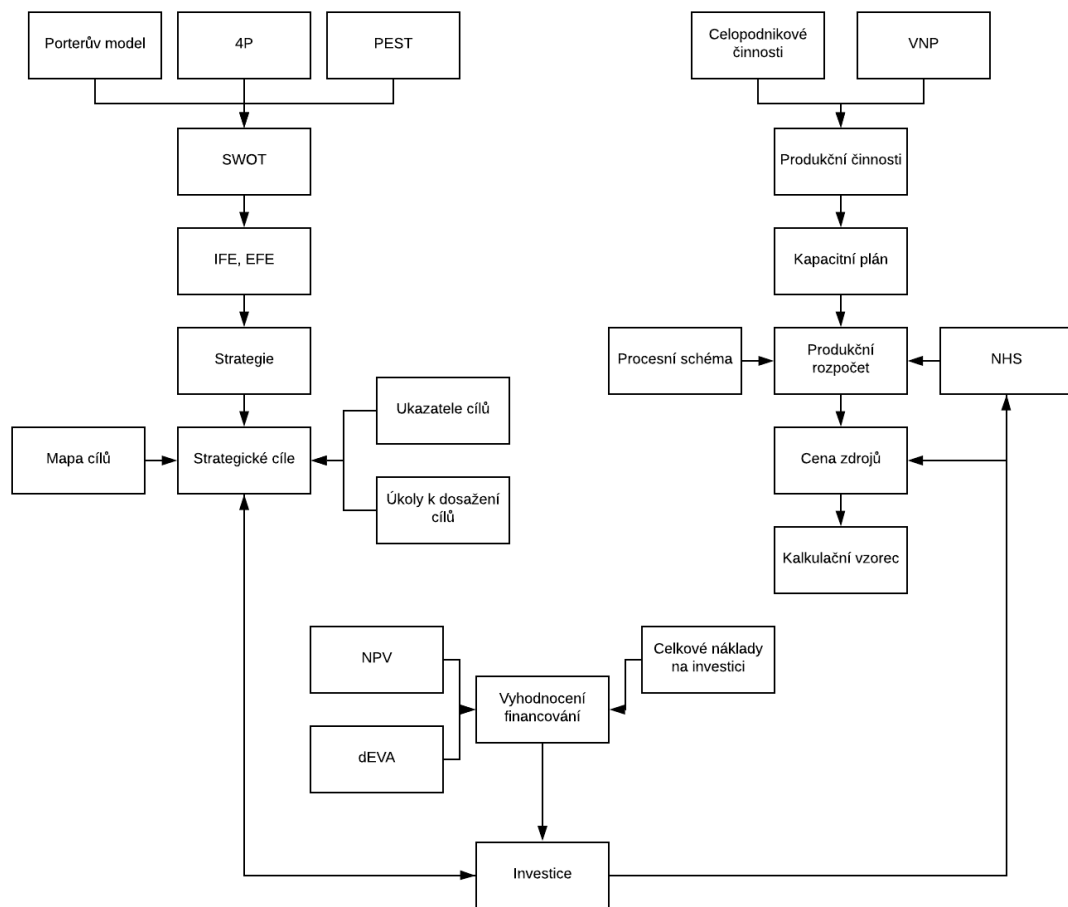 Porterův model
4P
PEST
Celopodnikové
činnosti
VNP
SWOT
Produkční činnosti
IFE, EFE
Kapacitní plán
Strategie
Procesní schéma
Produkční
rozpočet
NHS
Ukazatele cílů
Mapa cílů
Strategické cíle
Cena zdrojů
Úkoly k dosažení
cílů
Kalkulační vzorec
NPV
Celkové náklady
na investici
Vyhodnocení
financování
dEVA
Investice